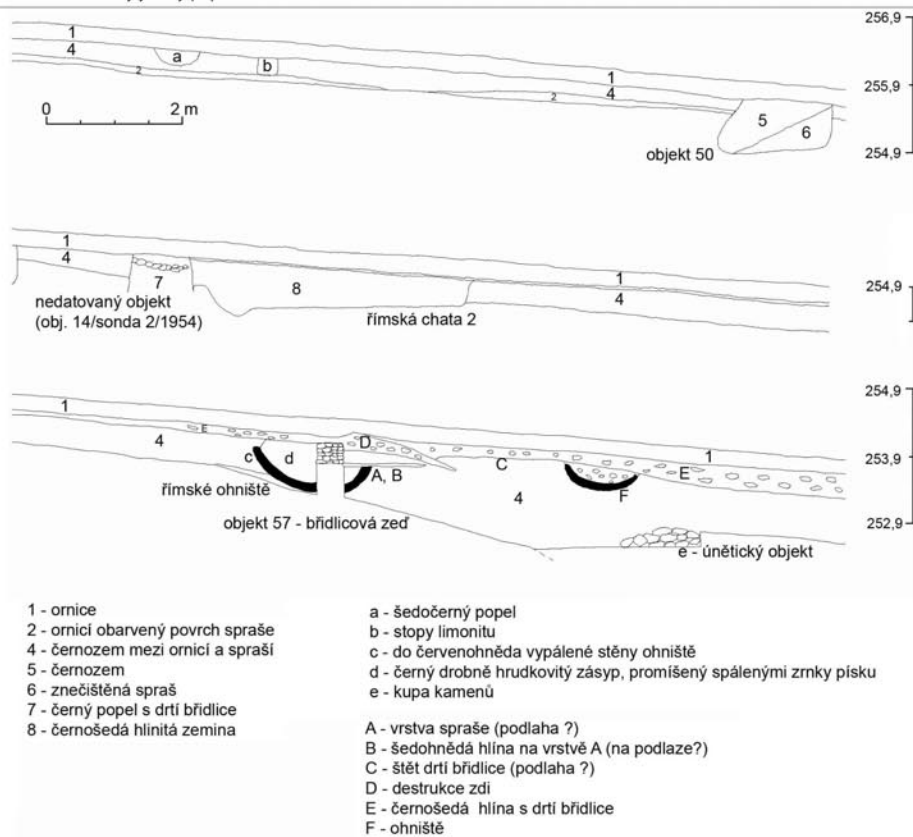 1
4
a
b
2
1
4
2
5
6
objekt 50
0 2 m
256,9
255,9
254,9
1
4
7
8
1
4
nedatovaný objekt
(obj. 14/sonda 2/1954)
římská chata 2
254,9
1
E
4
c
d
D
A, B
C
F
E
1
4
římské ohniště
objekt 57 - břidlicová zeď
e - únětický objekt
254,9
253,9
252,9
1 - ornice
2 - ornicí obarvený povrch spraše
4 - černozem mezi ornicí a spraší
5 - černozem
6 - znečištěná spraš
7 - černý popel s drtí břidlice
8 - černošedá hlinitá zemina
a - šedočerný popel
b - stopy limonitu
c - do červenohněda vypálené stěny ohniště
d - černý drobně hrudkovitý zásyp, promíšený spálenými zrnky písku
e - kupa kamenů
A - vrstva spraše (podlaha ?)
B - šedohnědá hlína na vrstvě A (na podlaze?)
C - štět drtí břidlice (podlaha ?)
D - destrukce zdi
E - černošedá hlína s drtí břidlice
F - ohniště